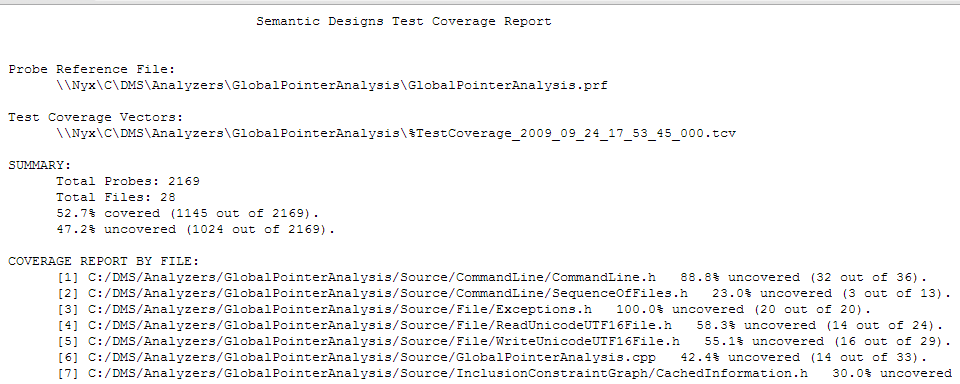 Semantic Designs Test Coverage Report
Probe Reference File:
\\Nyx\C\DMS\Analyzers\GlobalPointerAnalysis\GlobalPointerAnalysis.prf
Test Coverage Vectors:
\\Nyx\C\DMS\Analyzers\GlobalPointerAnalysis\%TestCoverage_2009_09_24_17_53_45_000.tcv
SUMMARY:
Total Probes: 2169
Total Files: 28
52.7% covered (1145 out of 2169).
47.2% uncovered (1024 out of 2169).
COVERAGE REPORT BY FILE:
[1] C:/DMS/Analyzers/GlobalPointerAnalysis/Source/CommandLine/CommandLine.h   88.8% uncovered (32 out of 36).
[2] C:/DMS/Analyzers/GlobalPointerAnalysis/Source/CommandLine/SequenceOfFiles.h   23.0% uncovered (3 out of 13).
[3] C:/DMS/Analyzers/GlobalPointerAnalysis/Source/File/Exceptions.h   100.0% uncovered (20 out of 20).
[4] C:/DMS/Analyzers/GlobalPointerAnalysis/Source/File/ReadUnicodeUTF16File.h   58.3% uncovered (14 out of 24).
[5] C:/DMS/Analyzers/GlobalPointerAnalysis/Source/File/WriteUnicodeUTF16File.h   55.1% uncovered (16 out of 29).
[6] C:/DMS/Analyzers/GlobalPointerAnalysis/Source/GlobalPointerAnalysis.cpp   42.4% uncovered (14 out of 33).
[7] C:/DMS/Analyzers/GlobalPointerAnalysis/Source/InclusionConstraintGraph/CachedInformation.h   30.0% uncovered